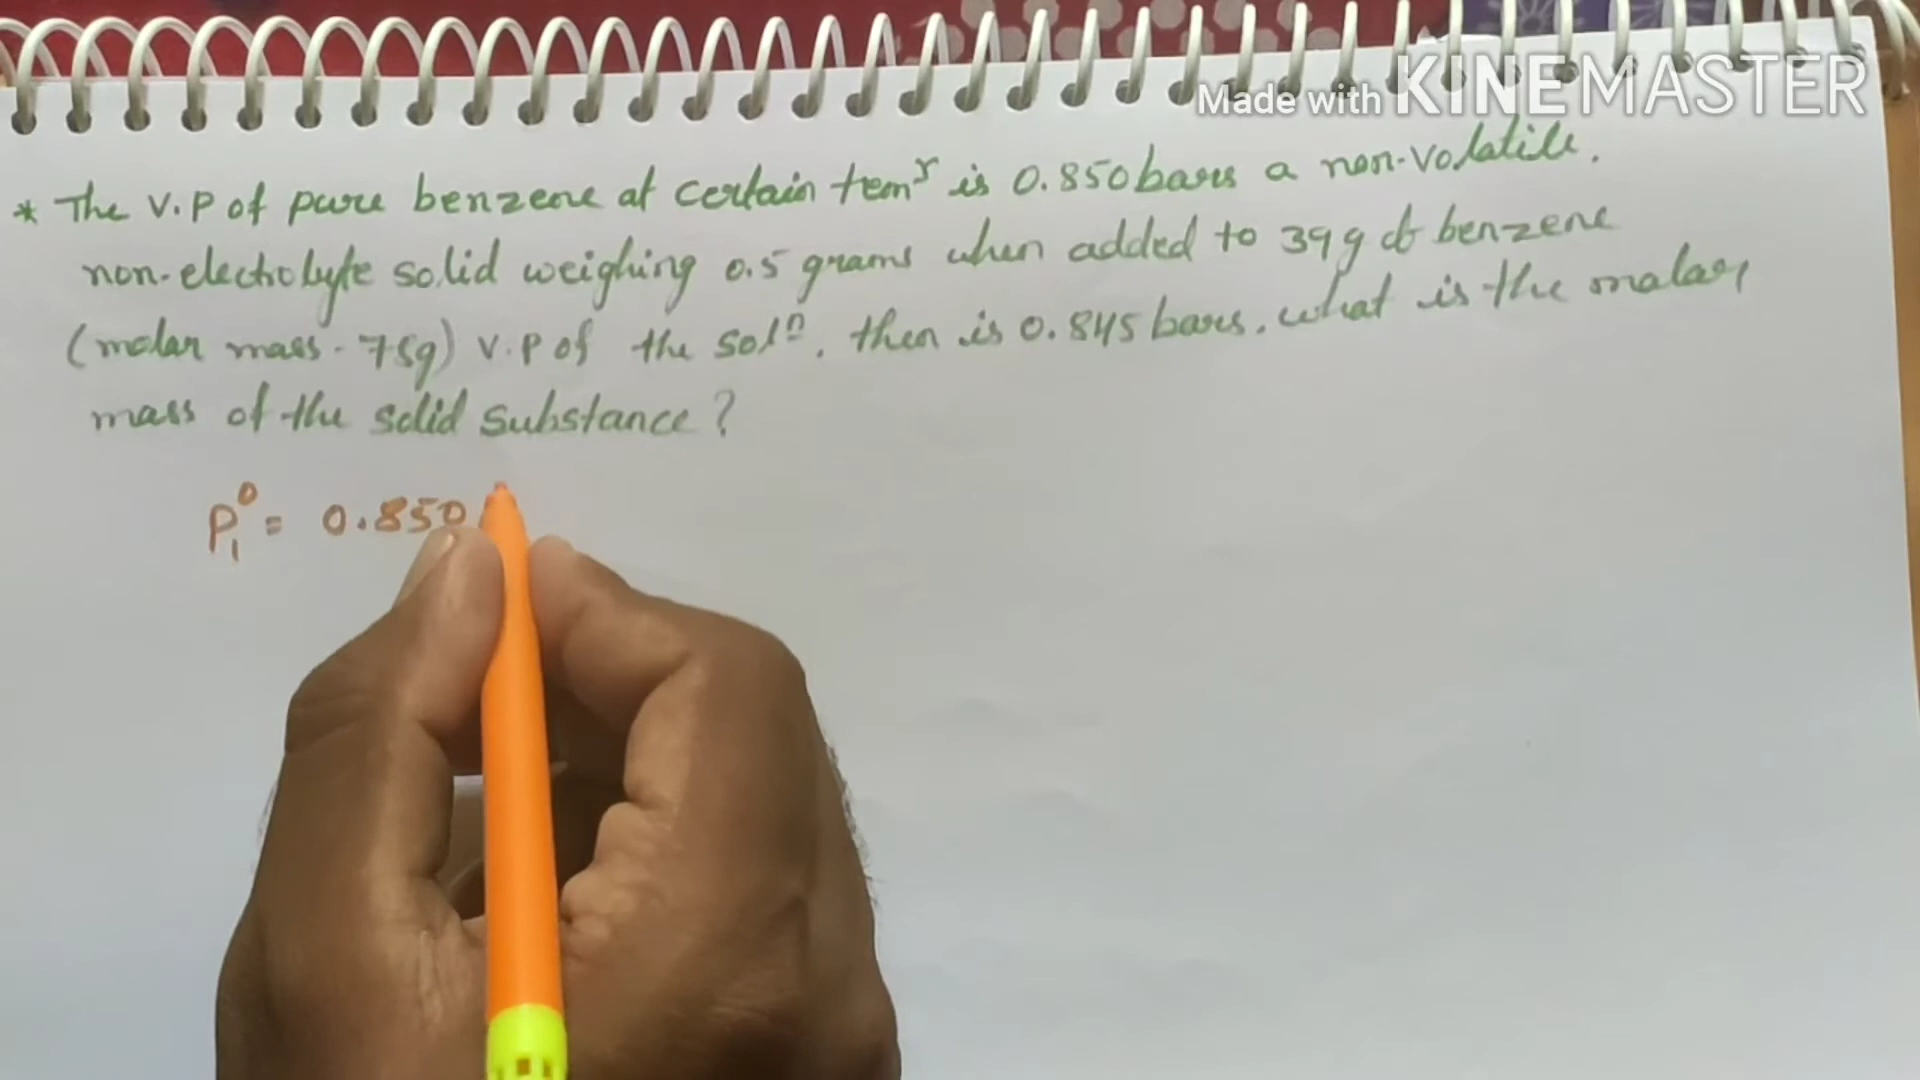 Made with KINEMASTER
* The V.P of pure benzene at certain temr is 0.850 bars a non-volatile.
non-electrolyte solid weighing 0.5 grams when added to 39 g of benzene
(molar mass - 78g) V.P of the soln. then is 0.845 bars. what is the molar
mass of the solid substance?
P1^0 = 0.850